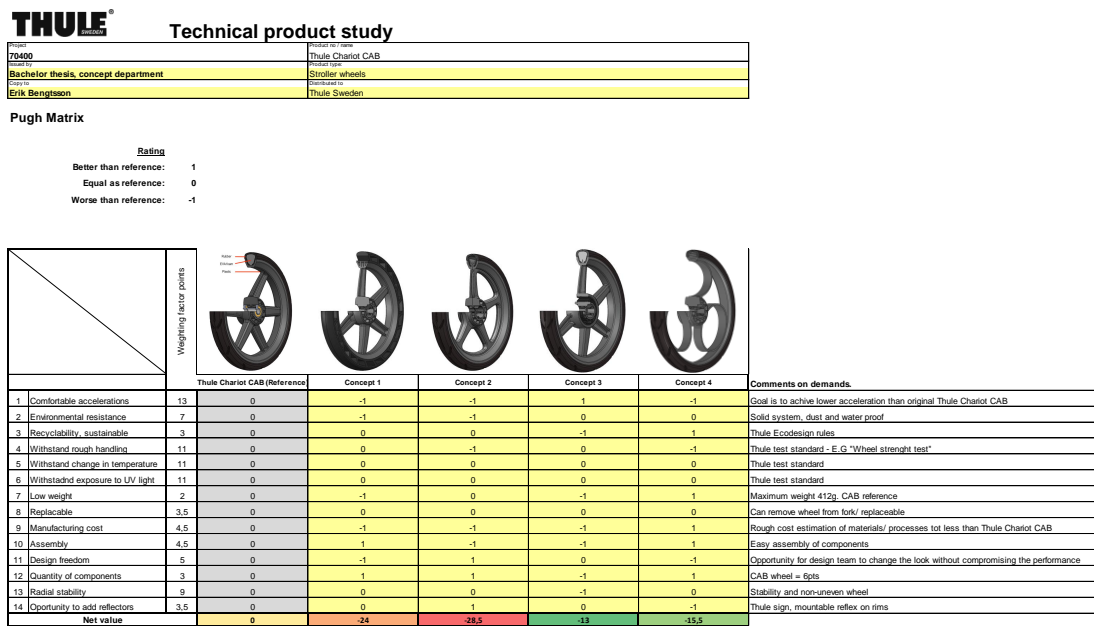 THULE®
SWEDEN
Technical product study
Project Product no / name
70400 Thule Chariot CAB
Issued by Product type:
Bachelor thesis, concept department Stroller wheels
Copy to Distributed to
Erik Bengtsson Thule Sweden
Pugh Matrix
Rating
Better than reference: 1
Equal as reference: 0
Worse than reference: -1
Weighting factor points
Rubber
Plastic
Thule Chariot CAB (Reference Concept 1 Concept 2 Concept 3 Concept 4 Comments on demands.
1 Comfortable accelerations 13 0 -1 -1 1 -1 Goal is to achive lower acceleration than original Thule Chariot CAB
2 Environmental resistance 7 0 -1 -1 0 0 Solid system, dust and water proof
3 Recyclability, sustainable 3 0 0 0 -1 1 Thule Ecodesign rules
4 Withstand rough handling 11 0 0 -1 0 -1 Thule test standard - E.G "Wheel strenght test"
5 Withstand change in temperature 11 0 0 0 0 0 Thule test standard
6 Withstadnd exposure to UV light 11 0 0 0 0 0 Thule test standard
7 Low weight 2 0 -1 0 -1 1 Maximum weight 412g. CAB reference
8 Replacable 3,5 0 0 0 0 0 Can remove wheel from fork/ replaceable
9 Manufacturing cost 4,5 0 -1 -1 -1 1 Rough cost estimation of materials/ processes tot less than Thule Chariot CAB
10 Assembly 4,5 0 1 -1 -1 1 Easy assembly of components
11 Design freedom 5 0 -1 1 0 -1 Opportunity for design team to change the look without compromising the performance
12 Quantity of components 3 0 1 1 -1 1 CAB wheel = 6pts
13 Radial stability 9 0 0 0 -1 0 Stability and non-uneven wheel
14 Oportunity to add reflectors 3,5 0 0 1 0 -1 Thule sign, mountable reflex on rims
Net value 0 -24 -28,5 -13 -15,5